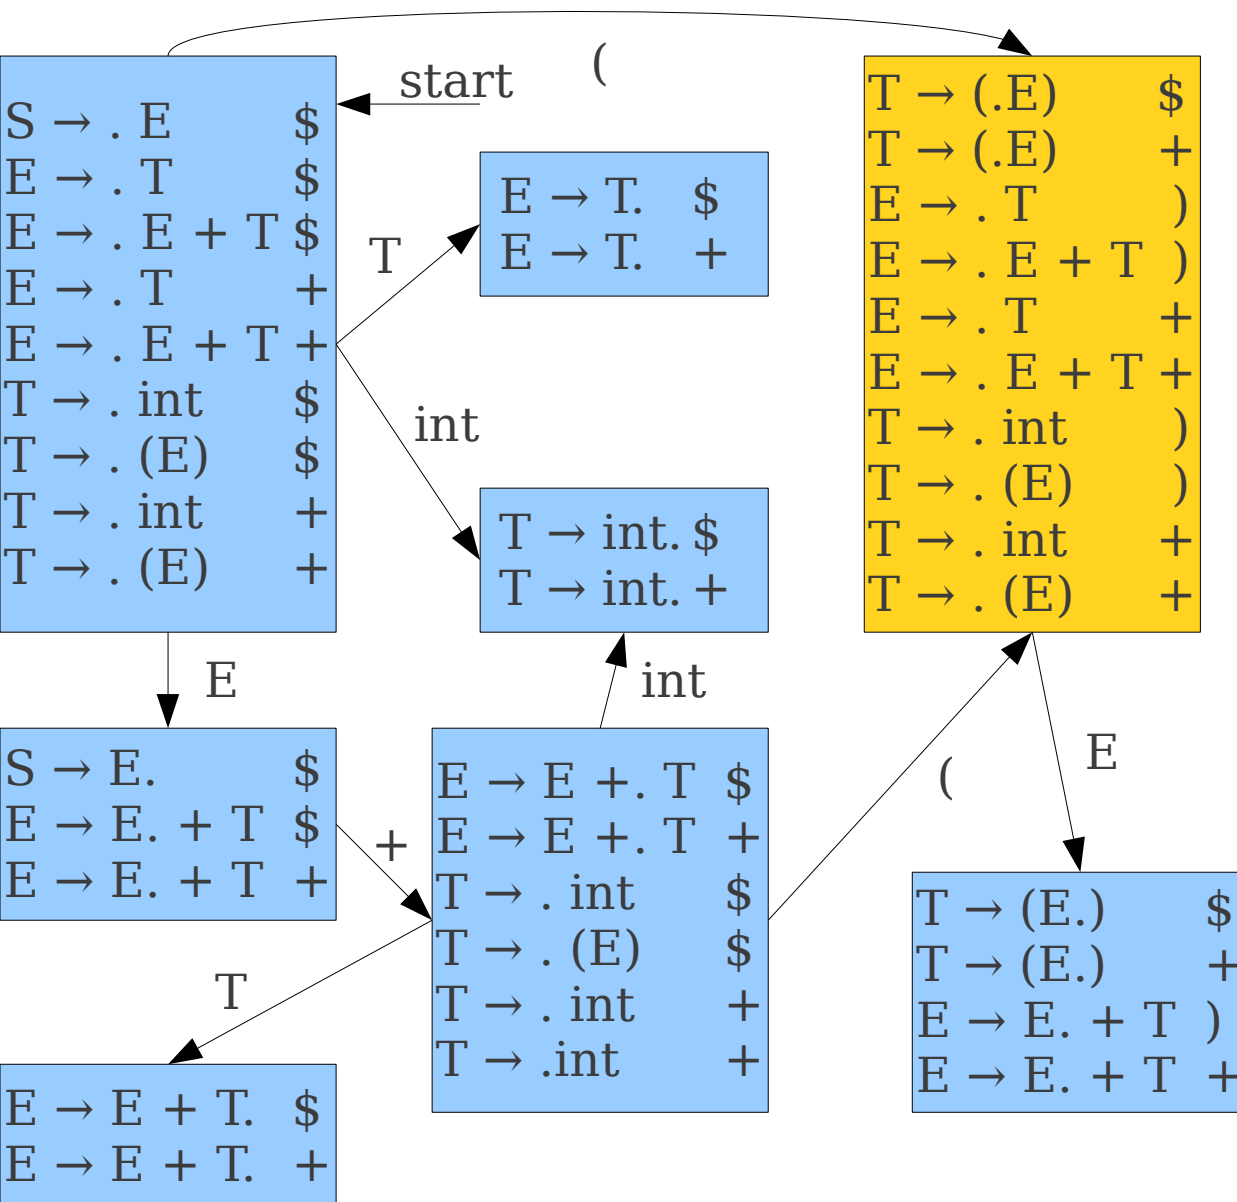 (
start
S → . E $
E → . T $
E → . E + T $
E → . T +
E → . E + T +
T → . int $
T → . (E) $
T → . int +
T → . (E) +
E → T. $
E → T. +
T
int
T → int. $
T → int. +
T → (.E) $
T → (.E) +
E → . T )
E → . E + T )
E → . T +
E → . E + T +
T → . int )
T → . (E) )
T → . int +
T → . (E) +
E
int
S → E. $
E → E. + T $
E → E. + T +
+
E → E +. T $
E → E +. T +
T → . int $
T → . (E) $
T → . int +
T → .int +
(
E
T → (E.) $
T → (E.) +
E → E. + T )
E → E. + T +
T
E → E + T. $
E → E + T. +